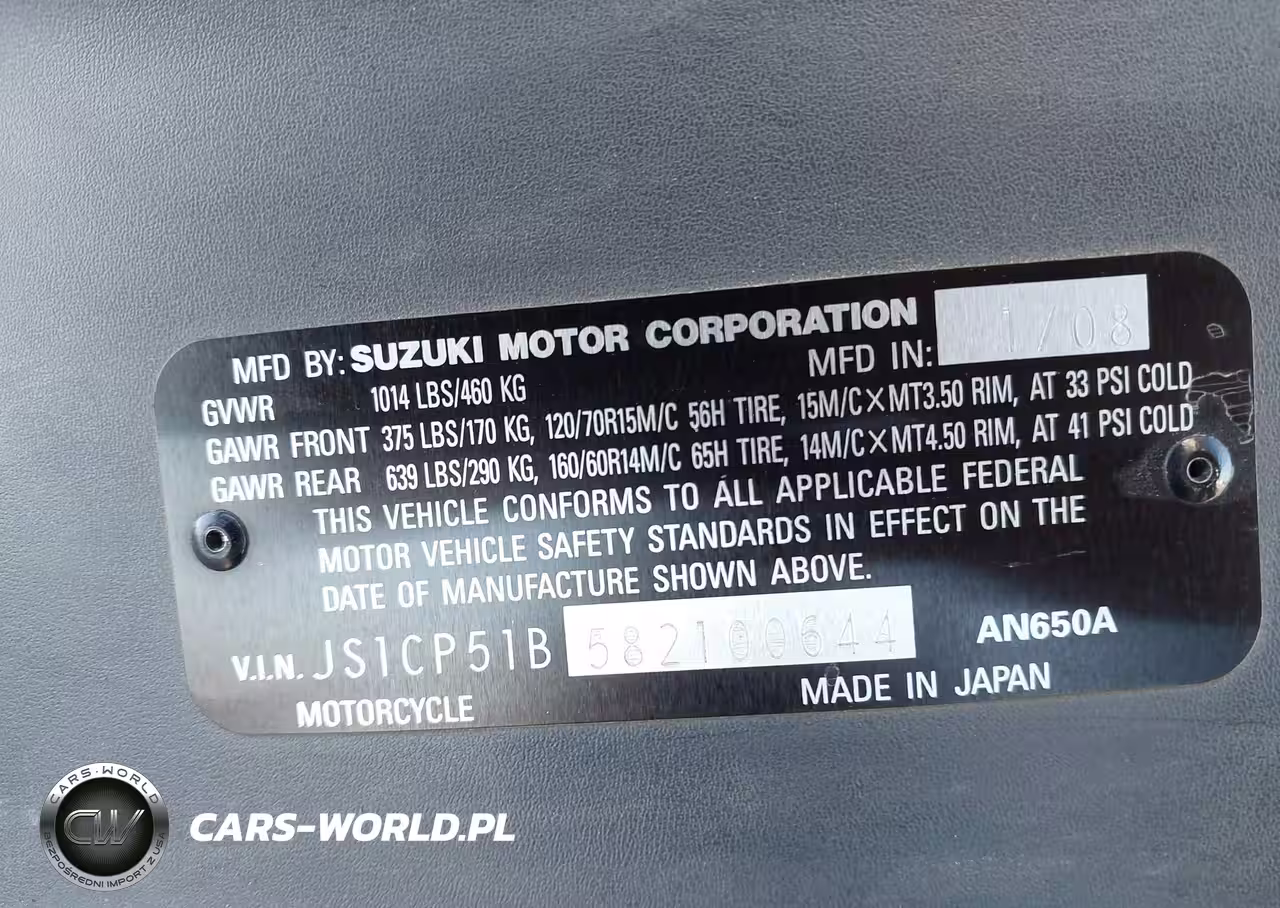 MFD BY: SUZUKI MOTOR CORPORATION
MFD IN: 1/08
GVWR 1014 LBS/460 KG
GAWR FRONT 375 LBS/170 KG, 120/70R15M/C 56H TIRE, 15M/C×MT3.50 RIM, AT 33 PSI COLD
GAWR REAR 639 LBS/290 KG, 160/60R14M/C 65H TIRE, 14M/C×MT4.50 RIM, AT 41 PSI COLD
THIS VEHICLE CONFORMS TO ALL APPLICABLE FEDERAL
MOTOR VEHICLE SAFETY STANDARDS IN EFFECT ON THE
DATE OF MANUFACTURE SHOWN ABOVE.
V.I.N. JS1CP51B582100644
AN650A
MOTORCYCLE
MADE IN JAPAN
CARS-WORLD
CW
BEZPOŚREDNI IMPORT Z USA
CARS-WORLD.PL